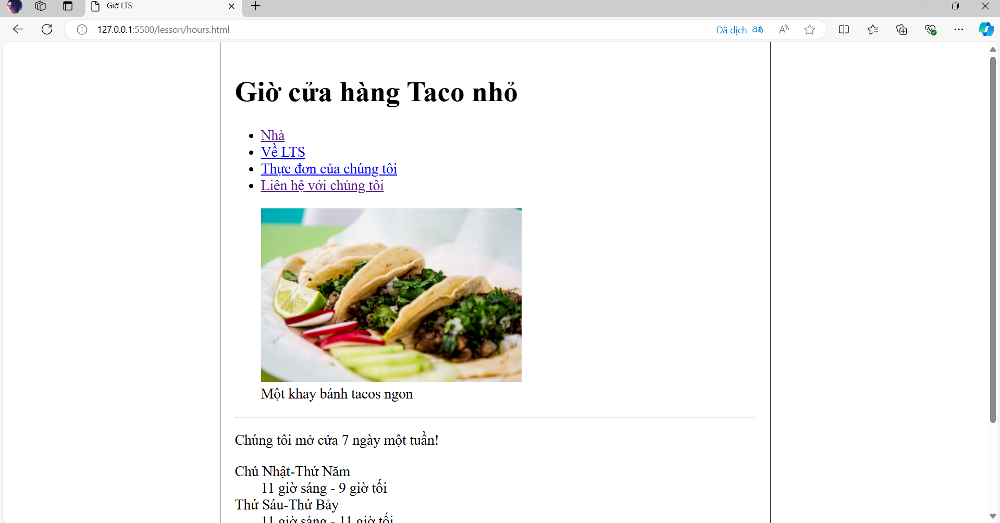 Giờ LTS
127.0.0.1:5500/lesson/hours.html
Đã dịch
Giờ cửa hàng Taco nhỏ
Nhà
Về LTS
Thực đơn của chúng tôi
Liên hệ với chúng tôi
Một khay bánh tacos ngon
Chúng tôi mở cửa 7 ngày một tuần!
Chủ Nhật-Thứ Năm
11 giờ sáng - 9 giờ tối
Thứ Sáu-Thứ Bảy
11 giờ sáng - 11 giờ tối